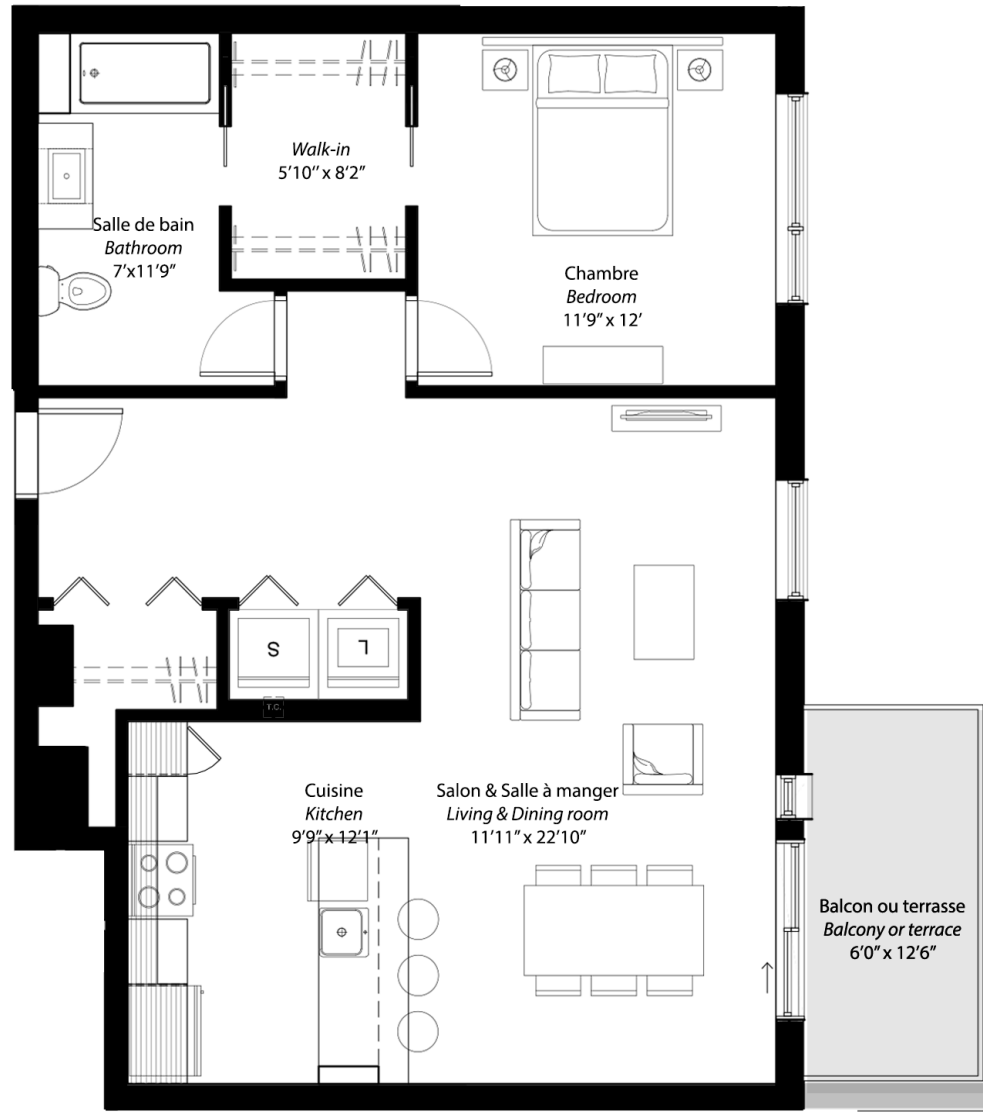 Walk-in
5'10'' x 8'2"
Salle de bain
Bathroom
7'x11'9"
Chambre
Bedroom
11'9" x 12'
S
L
T.C.
Cuisine
Kitchen
9'9" x 12'1"
Salon & Salle à manger
Living & Dining room
11'11" x 22'10"
Balcon ou terrasse
Balcony or terrace
6'0" x 12'6"